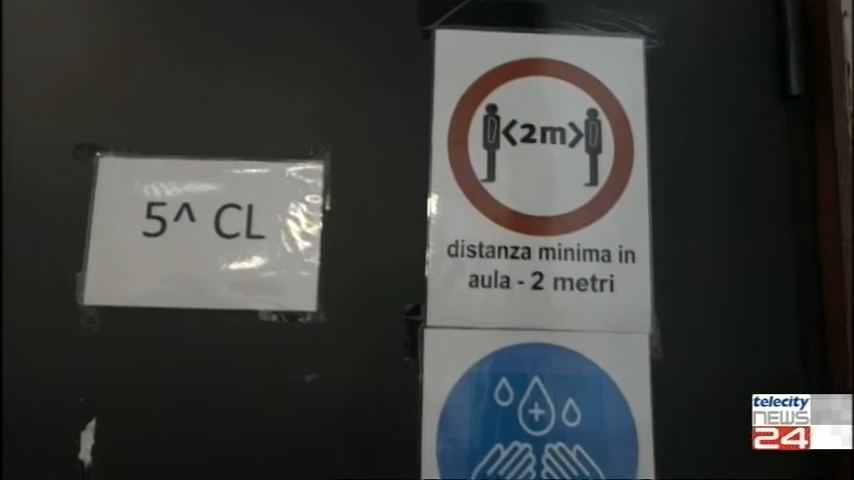 5^ CL
<2m>
distanza minima in
aula - 2 metri
telecity
NEWS
24